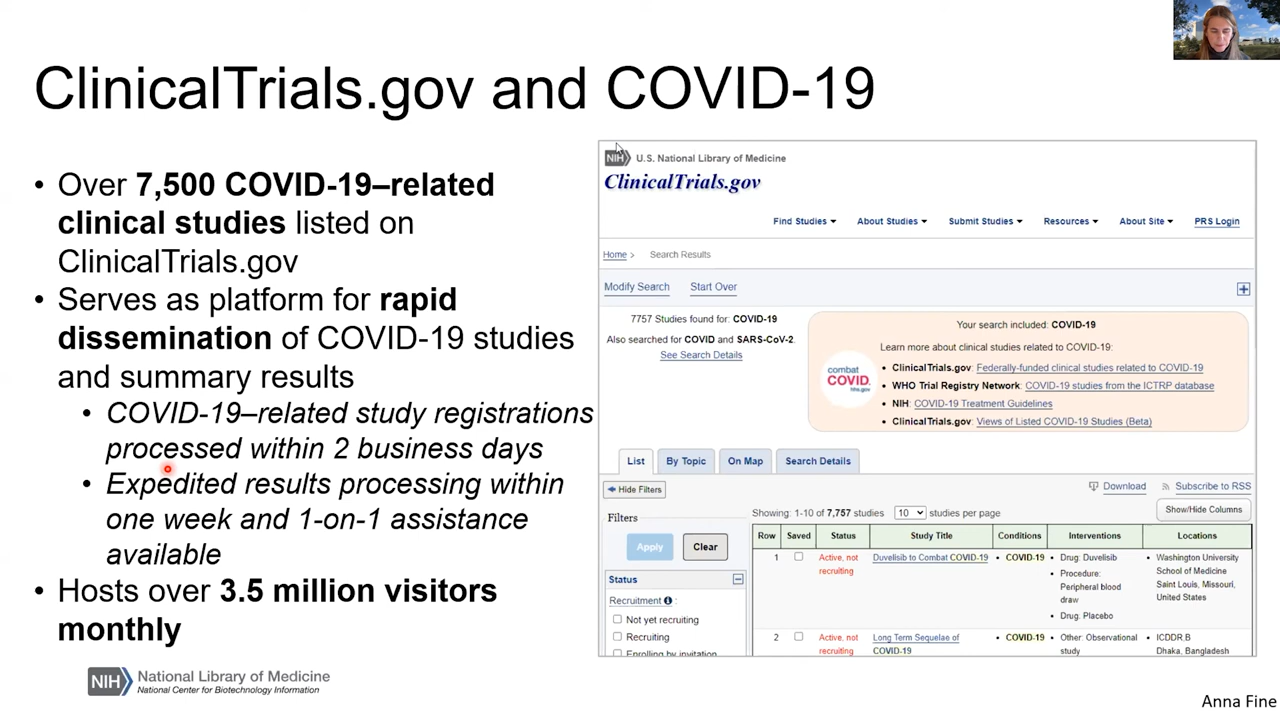 ClinicalTrials.gov and COVID-19
• Over 7,500 COVID-19–related
clinical studies listed on
ClinicalTrials.gov
• Serves as platform for rapid
dissemination of COVID-19 studies
and summary results
• COVID-19–related study registrations
processed within 2 business days
• Expedited results processing within
one week and 1-on-1 assistance
available
• Hosts over 3.5 million visitors
monthly
NIH National Library of Medicine
National Center for Biotechnology Information
NIH U.S. National Library of Medicine
ClinicalTrials.gov
Find Studies About Studies Submit Studies Resources About Site PRS Login
Home > Search Results
Modify Search Start Over
7757 Studies found for: COVID-19
Also searched for COVID and SARS-CoV-2.
See Search Details
combat
COVID.
hhs.gov
Your search included: COVID-19
Learn more about clinical studies related to COVID-19:
• ClinicalTrials.gov: Federally-funded clinical studies related to COVID-19
• WHO Trial Registry Network: COVID-19 studies from the ICTRP database
• NIH: COVID-19 Treatment Guidelines
• ClinicalTrials.gov: Views of Listed COVID-19 Studies (Beta)
List By Topic On Map Search Details
Hide Filters
Download Subscribe to RSS
Filters
Apply Clear
Status
Recruitment :
Not yet recruiting
Recruiting
Enrolling by invitation
Showing: 1-10 of 7,757 studies 10 studies per page
Show/Hide Columns
Row Saved Status Study Title Conditions Interventions Locations
1 Active, not
recruiting
Duvelisib to Combat COVID-19
• COVID-19
• Drug: Duvelisib
• Procedure:
Peripheral blood
draw
• Drug: Placebo
• Washington University
School of Medicine
Saint Louis, Missouri,
United States
2 Active, not
recruiting
Long Term Sequelae of
COVID-19
• COVID-19
• Other: Observational
study
• ICDDR,B
Dhaka, Bangladesh
Anna Fine